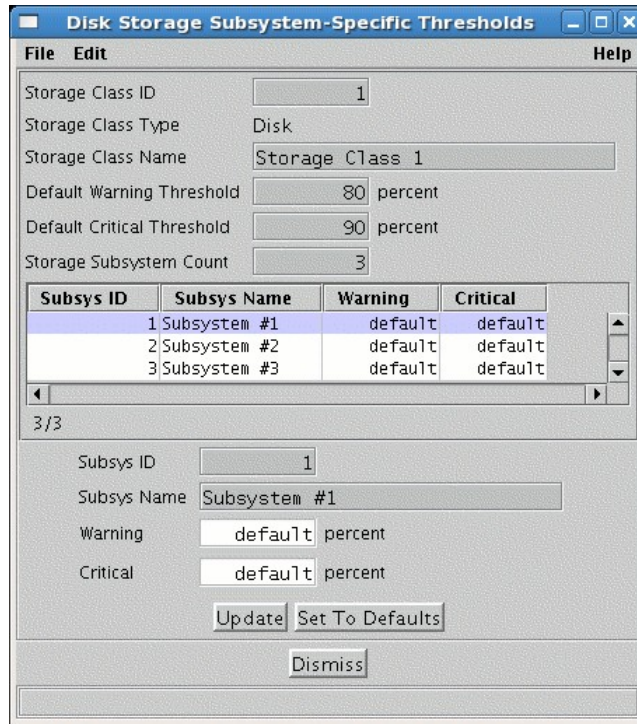 Disk Storage Subsystem-Specific Thresholds
File Edit Help
Storage Class ID 1
Storage Class Type Disk
Storage Class Name Storage Class 1
Default Warning Threshold 80 percent
Default Critical Threshold 90 percent
Storage Subsystem Count 3
Subsys ID Subsys Name Warning Critical
1 Subsystem #1 default default
2 Subsystem #2 default default
3 Subsystem #3 default default
3/3
Subsys ID 1
Subsys Name Subsystem #1
Warning default percent
Critical default percent
Update Set To Defaults
Dismiss